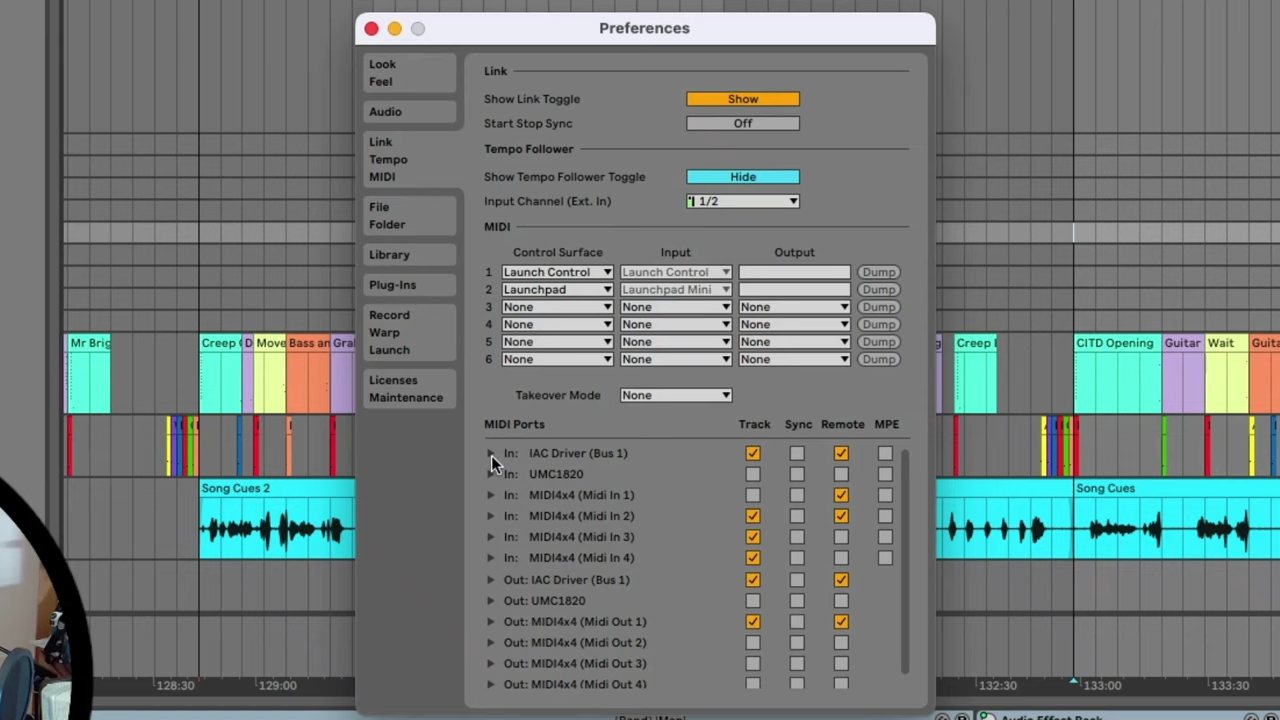 Preferences
Look
Feel
Audio
Link
Tempo
MIDI
File
Folder
Library
Plug-Ins
Record
Warp
Launch
Licenses
Maintenance
Link
Show Link Toggle Show
Start Stop Sync Off
Tempo Follower
Show Tempo Follower Toggle Hide
Input Channel (Ext. In) 1/2
MIDI
Control Surface Input Output
1 Launch Control Launch Control Dump
2 Launchpad Launchpad Mini Dump
3 None None None Dump
4 None None None Dump
5 None None None Dump
6 None None None Dump
Takeover Mode None
MIDI Ports Track Sync Remote MPE
In: IAC Driver (Bus 1)
In: UMC1820
In: MIDI4x4 (Midi In 1)
In: MIDI4x4 (Midi In 2)
In: MIDI4x4 (Midi In 3)
In: MIDI4x4 (Midi In 4)
Out: IAC Driver (Bus 1)
Out: UMC1820
Out: MIDI4x4 (Midi Out 1)
Out: MIDI4x4 (Midi Out 2)
Out: MIDI4x4 (Midi Out 3)
Out: MIDI4x4 (Midi Out 4)
Mr Brig Creep D Move Bass an Gra
Creep CITD Opening Guitar Wait Guita
Song Cues 2 Song Cues
128:30 129:00 132:30 133:00 133:30
Audio Effect Rack